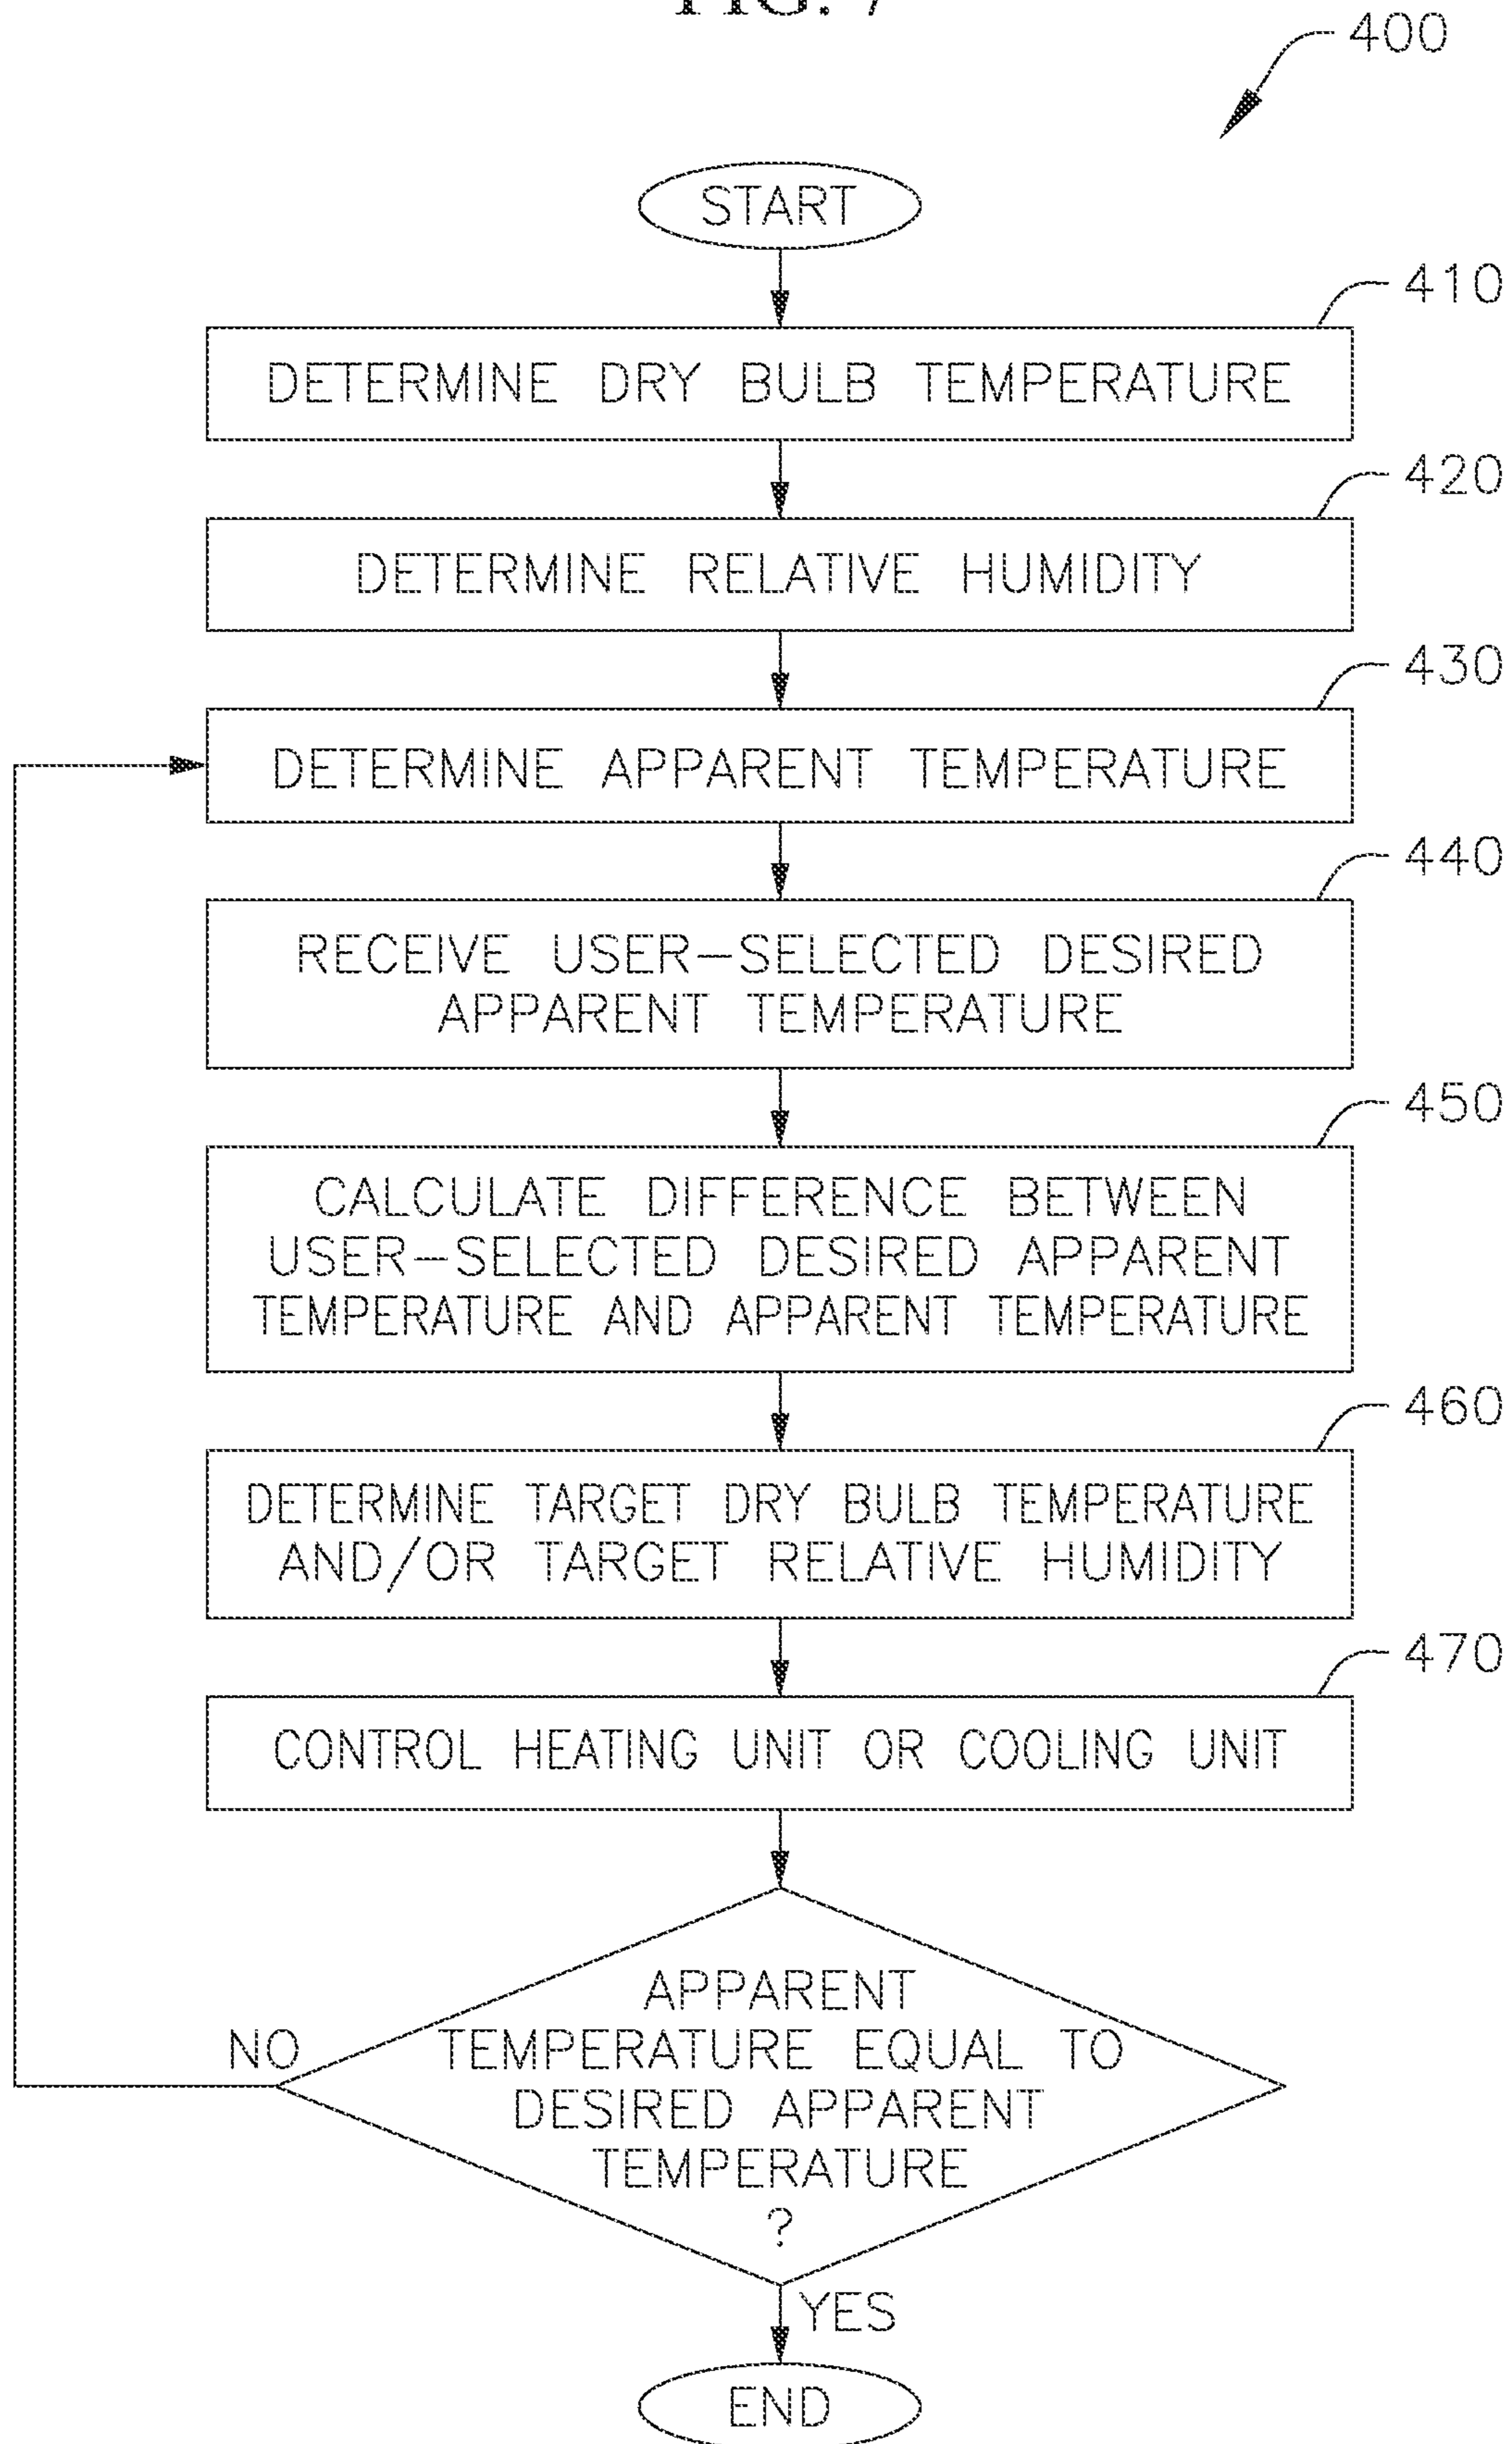 FIG. 7
400
START
410
DETERMINE DRY BULB TEMPERATURE
420
DETERMINE RELATIVE HUMIDITY
430
DETERMINE APPARENT TEMPERATURE
440
RECEIVE USER-SELECTED DESIRED
APPARENT TEMPERATURE
450
CALCULATE DIFFERENCE BETWEEN
USER-SELECTED DESIRED APPARENT
TEMPERATURE AND APPARENT TEMPERATURE
460
DETERMINE TARGET DRY BULB TEMPERATURE
AND/OR TARGET RELATIVE HUMIDITY
470
CONTROL HEATING UNIT OR COOLING UNIT
APPARENT
NO TEMPERATURE EQUAL TO
DESIRED APPARENT
TEMPERATURE
?
YES
END